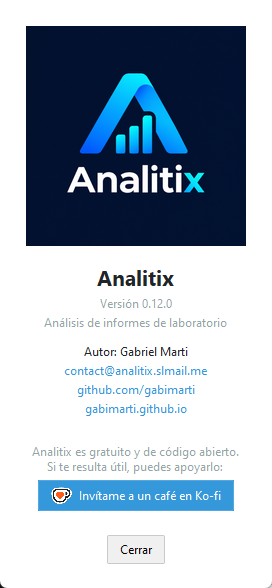 Analitix
Analitix
Versión 0.12.0
Análisis de informes de laboratorio
Autor: Gabriel Marti
contact@analitix.slmail.me
github.com/gabimarti
gabimarti.github.io
Analitix es gratuito y de código abierto.
Si te resulta útil, puedes apoyarlo:
Invítame a un café en Ko-fi
Cerrar